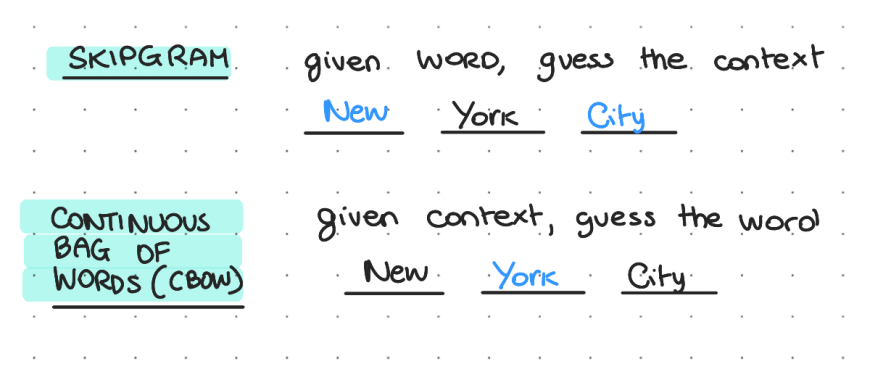 SKIPGRAM given WORD, guess the context
New York City
CONTINUOUS
BAG OF
WORDS (CBOW)
given context, guess the word
New York City